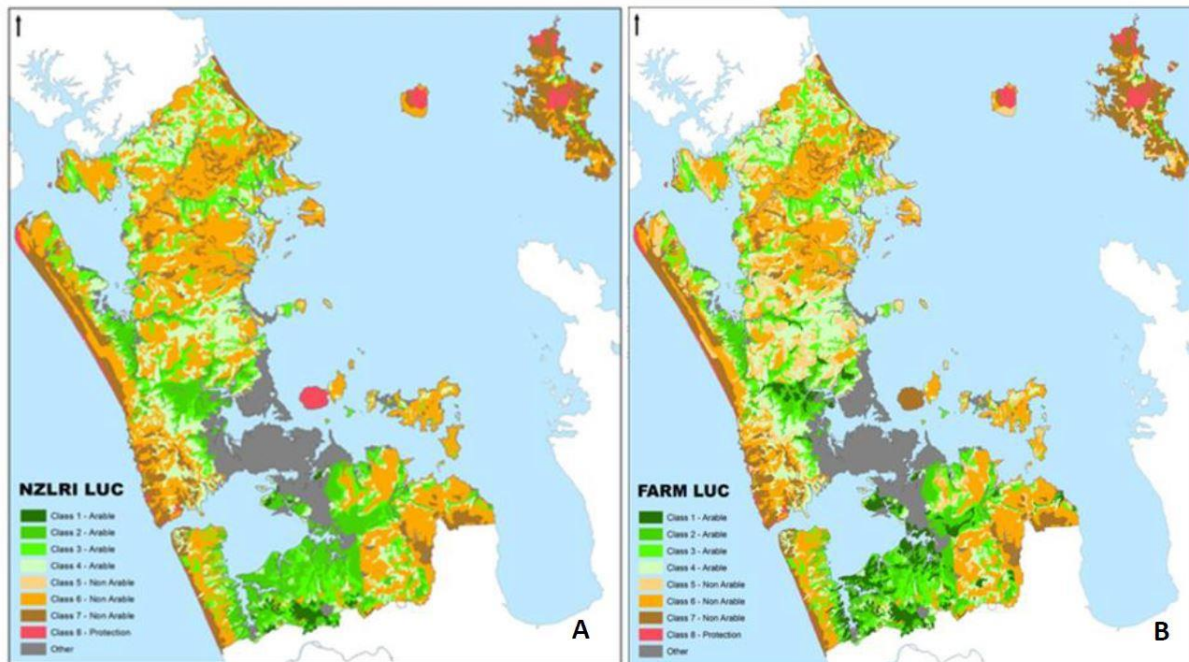 NZLRI LUC
Class 1 - Arable
Class 2 - Arable
Class 3 - Arable
Class 4 - Arable
Class 5 - Non Arable
Class 6 - Non Arable
Class 7 - Non Arable
Class 8 - Protection
Other
A
FARM LUC
Class 1 - Arable
Class 2 - Arable
Class 3 - Arable
Class 4 - Arable
Class 5 - Non Arable
Class 6 - Non Arable
Class 7 - Non Arable
Class 8 - Protection
Other
B